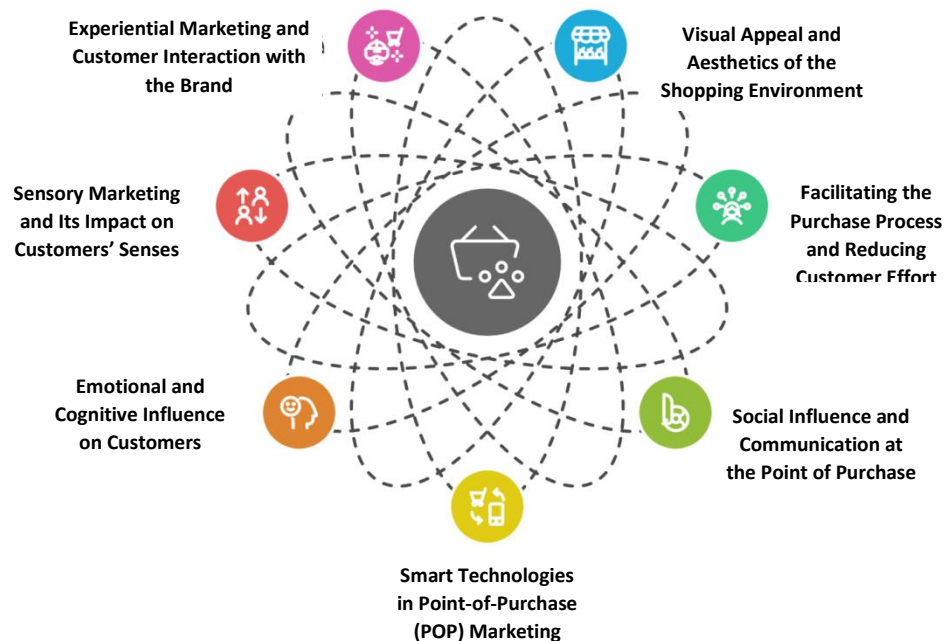 Experiential Marketing and
Customer Interaction with
the Brand
Visual Appeal and
Aesthetics of the
Shopping Environment
Sensory Marketing
and Its Impact on
Customers’ Senses
Facilitating the
Purchase Process
and Reducing
Customer Effort
Emotional and
Cognitive Influence
on Customers
Social Influence and
Communication at
the Point of Purchase
Smart Technologies
in Point-of-Purchase
(POP) Marketing